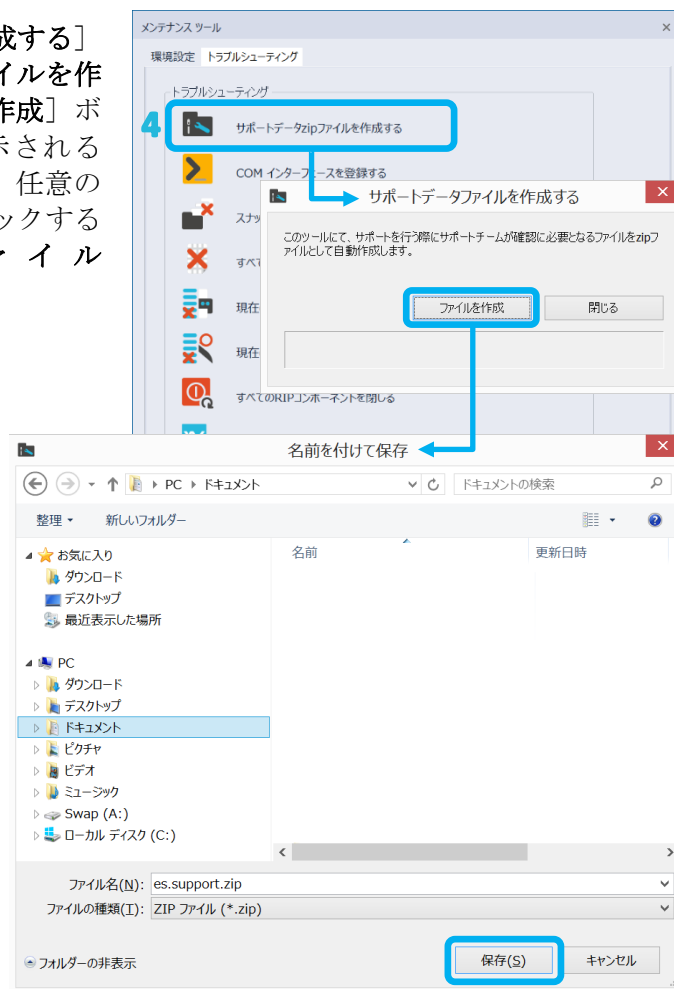 成する］
イルを作
作成］ボ
示される
任意の
ックする
ァイル
メンテナンス ツール
環境設定 トラブルシューティング
トラブルシューティング
4
サポートデータzipファイルを作成する
COM インターフェースを登録する
スナッ
すべて
現在
現在
すべてのRIPコンポーネントを閉じる
サポートデータファイルを作成する
このツールにて、サポートを行う際にサポートチームが確認に必要となるファイルをzipフ
ァイルとして自動作成します。
ファイルを作成 閉じる
名前を付けて保存
PC ドキュメント ドキュメントの検索
整理 新しいフォルダー
名前 更新日時
お気に入り
ダウンロード
デスクトップ
最近表示した場所
PC
ダウンロード
デスクトップ
ドキュメント
ピクチャ
ビデオ
ミュージック
Swap (A:)
ローカル ディスク (C:)
ファイル名(N): es.support.zip
ファイルの種類(T): ZIP ファイル (*.zip)
フォルダーの非表示 保存(S) キャンセル